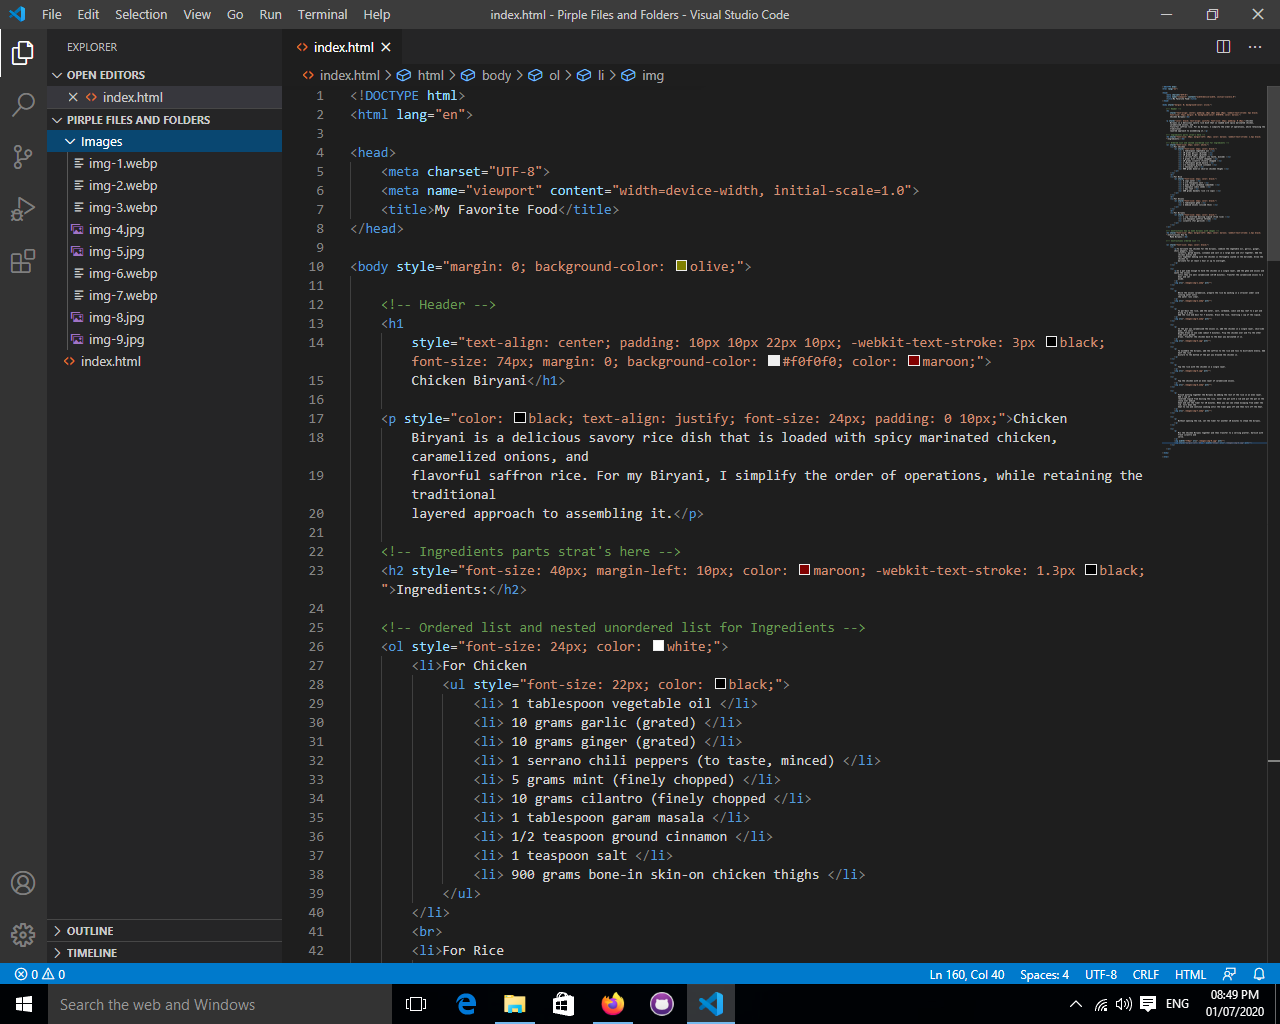 File Edit Selection View Go Run Terminal Help
index.html - Pirple Files and Folders - Visual Studio Code
EXPLORER
OPEN EDITORS
index.html
PIRPLE FILES AND FOLDERS
Images
img-1.webp
img-2.webp
img-3.webp
img-4.jpg
img-5.jpg
img-6.webp
img-7.webp
img-8.jpg
img-9.jpg
index.html
OUTLINE
TIMELINE
index.html
index.html > html > body > ol > li > img
1 <!DOCTYPE html>
2 <html lang="en">
3
4 <head>
5 <meta charset="UTF-8">
6 <meta name="viewport" content="width=device-width, initial-scale=1.0">
7 <title>My Favorite Food</title>
8 </head>
9
10 <body style="margin: 0; background-color: olive;">
11
12 <!-- Header -->
13 <h1
14 style="text-align: center; padding: 10px 10px 22px 10px; -webkit-text-stroke: 3px black;
font-size: 74px; margin: 0; background-color: #f0f0f0; color: maroon;">
15 Chicken Biryani</h1>
16
17 <p style="color: black; text-align: justify; font-size: 24px; padding: 0 10px;">Chicken
18 Biryani is a delicious savory rice dish that is loaded with spicy marinated chicken,
caramelized onions, and
19 flavorful saffron rice. For my Biryani, I simplify the order of operations, while retaining the
traditional
20 layered approach to assembling it.</p>
21
22 <!-- Ingredients parts strat's here -->
23 <h2 style="font-size: 40px; margin-left: 10px; color: maroon; -webkit-text-stroke: 1.3px black;
">Ingredients:</h2>
24
25 <!-- Ordered list and nested unordered list for Ingredients -->
26 <ol style="font-size: 24px; color: white;">
27 <li>For Chicken
28 <ul style="font-size: 22px; color: black;">
29 <li> 1 tablespoon vegetable oil </li>
30 <li> 10 grams garlic (grated) </li>
31 <li> 10 grams ginger (grated) </li>
32 <li> 1 serrano chili peppers (to taste, minced) </li>
33 <li> 5 grams mint (finely chopped) </li>
34 <li> 10 grams cilantro (finely chopped </li>
35 <li> 1 tablespoon garam masala </li>
36 <li> 1/2 teaspoon ground cinnamon </li>
37 <li> 1 teaspoon salt </li>
38 <li> 900 grams bone-in skin-on chicken thighs </li>
39 </ul>
40 </li>
41 <br>
42 <li>For Rice
0 0
Ln 160, Col 40 Spaces: 4 UTF-8 CRLF HTML
Search the web and Windows
ENG
08:49 PM
01/07/2020